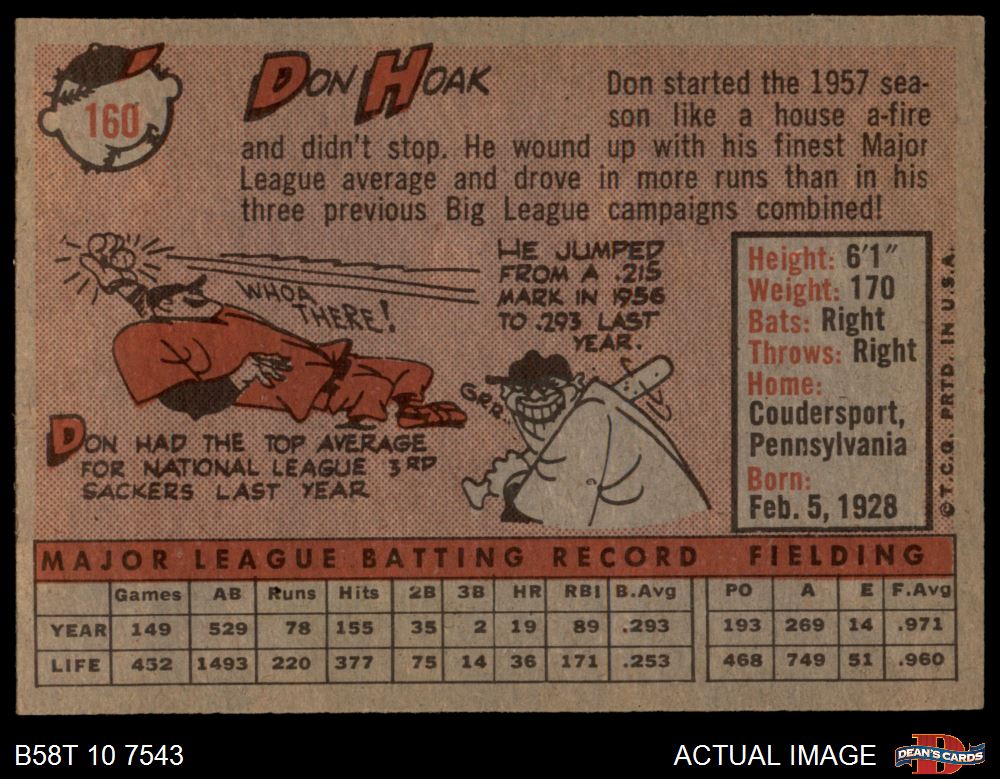 160
DON HOAK
Don started the 1957 sea-
son like a house a-fire
and didn't stop. He wound up with his finest Major
League average and drove in more runs than in his
three previous Big League campaigns combined!
WHOA
THERE!
DON HAD THE TOP AVERAGE
FOR NATIONAL LEAGUE 3RD
SACKERS LAST YEAR
HE JUMPED
FROM A .215
MARK IN 1956
TO .293 LAST
YEAR.
GRR
Height: 6'1"
Weight: 170
Bats: Right
Throws: Right
Home:
Coudersport,
Pennsylvania
Born:
Feb. 5, 1928
© T.C.G. PRTD. IN U.S.A.
MAJOR LEAGUE BATTING RECORD FIELDING
Games AB Runs Hits 2B 3B HR RBI B.Avg PO A E F.Avg
YEAR 149 529 78 155 35 2 19 89 .293 193 269 14 .971
LIFE 452 1493 220 377 75 14 36 171 .253 468 749 51 .960
B58T 10 7543 ACTUAL IMAGE DEAN'S CARDS